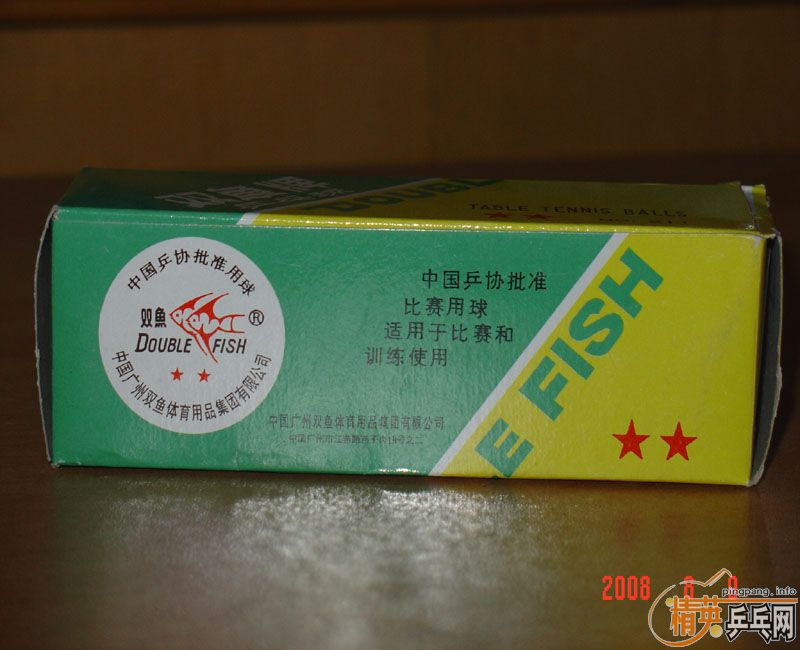 TABLE TENNIS BALLS
中国乒协批准用球
双魚
®
DOUBLE FISH
中国广州双鱼体育用品集团有限公司
中国乒协批准
比赛用球
适用于比赛和
训练使用
中国广州双鱼体育用品集团有限公司
E FISH
2008
pingpang.info
精英乒乓网